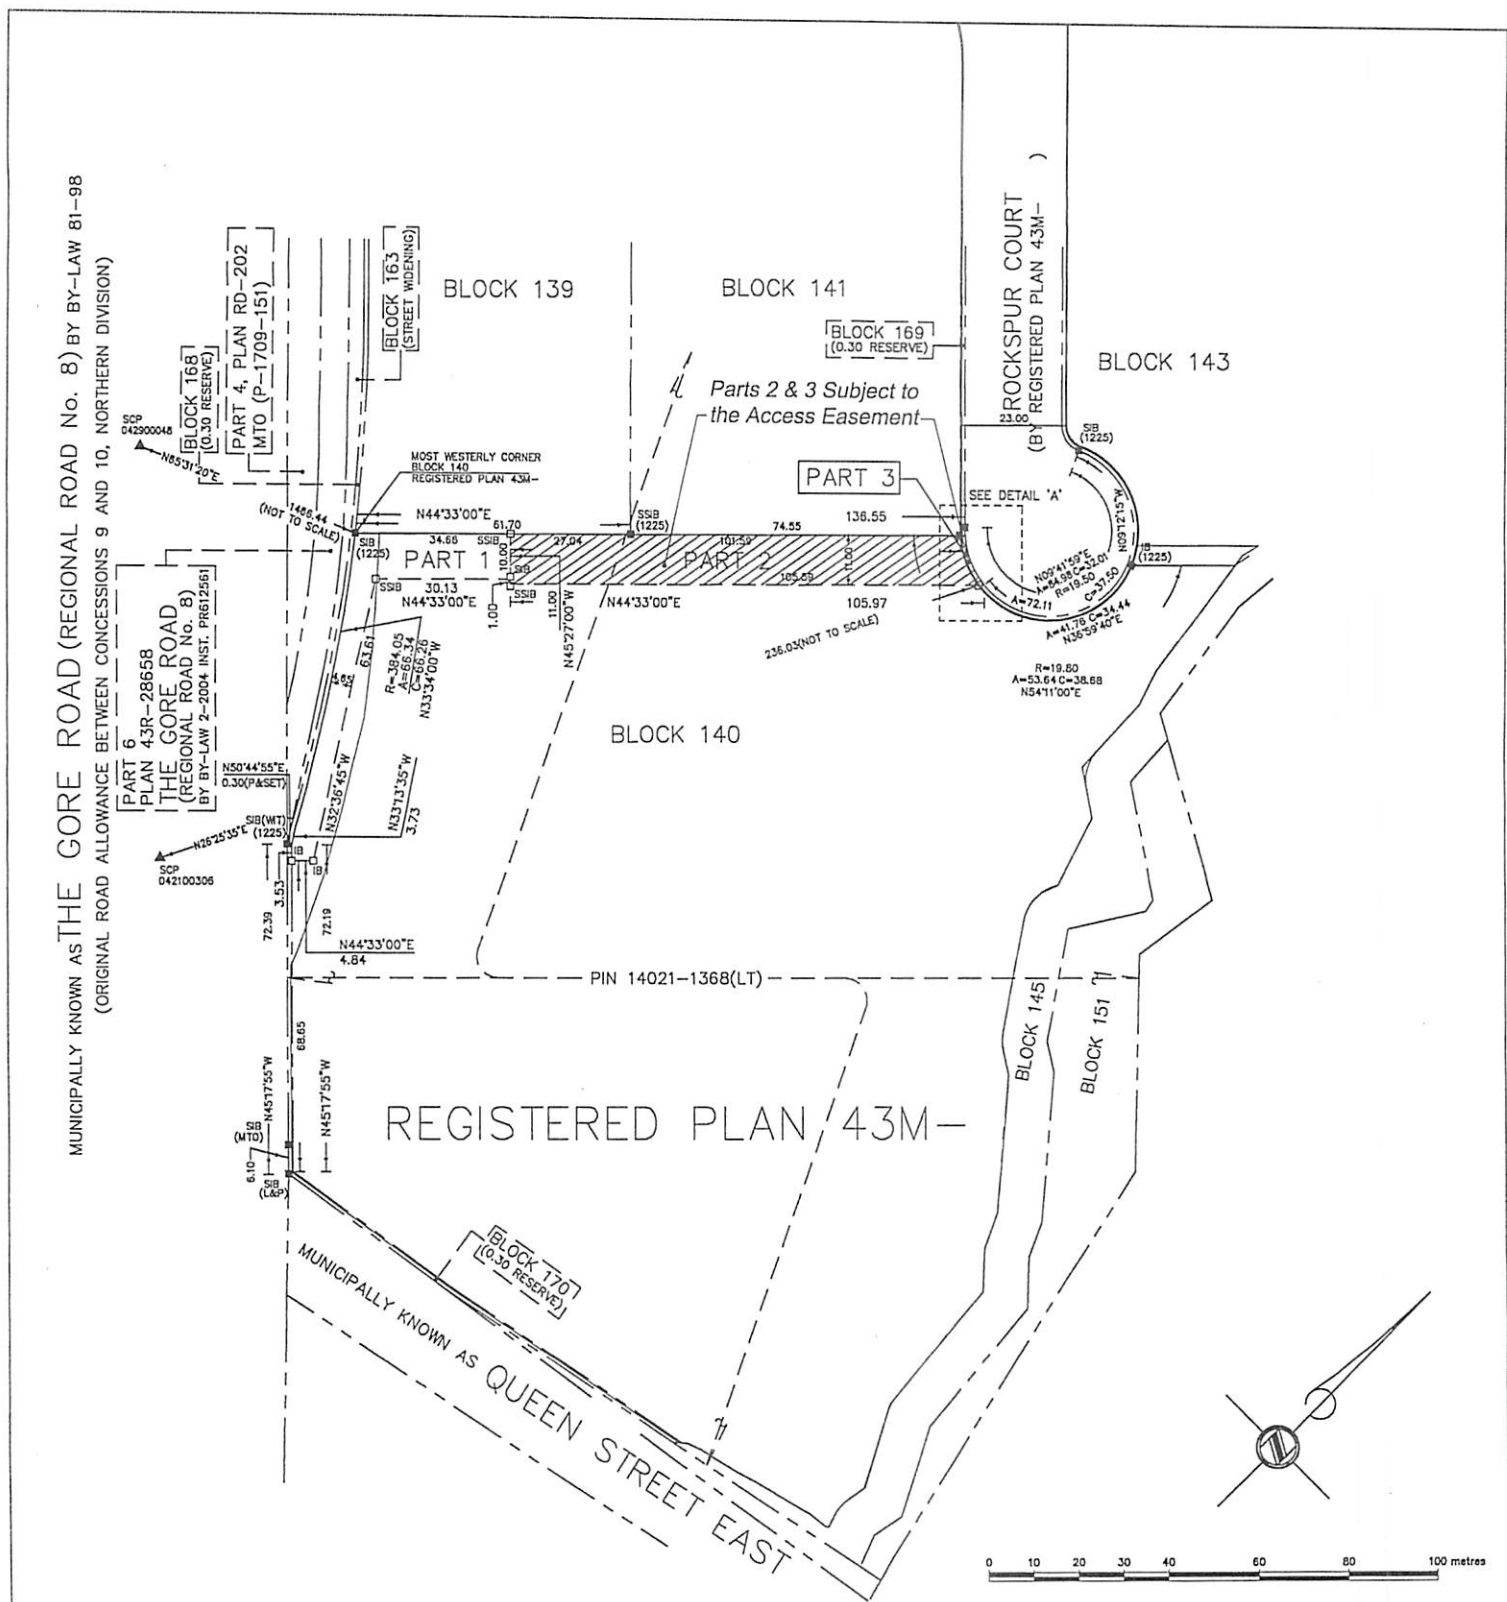 MUNICIPALLY KNOWN AS THE GORE ROAD (REGIONAL ROAD No. 8) BY BY-LAW 81-98
(ORIGINAL ROAD ALLOWANCE BETWEEN CONCESSIONS 9 AND 10, NORTHERN DIVISION)
BLOCK 168
(0.30 RESERVE)
PART 4, PLAN RD-202
MTO (P-1709-151)
BLOCK 163
(STREET WIDENING)
BLOCK 139
BLOCK 141
BLOCK 169
(0.30 RESERVE)
ROCKSPUR COURT
(BY REGISTERED PLAN 43M- )
BLOCK 143
SCP
042900048
N65°31'20"E
1466.44
(NOT TO SCALE)
Parts 2 & 3 Subject to
the Access Easement
23.00
SIB
(1225)
MOST WESTERLY CORNER
BLOCK 140
REGISTERED PLAN 43M-
PART 3
SEE DETAIL 'A'
N44°33'00"E
61.70
SSIB
(1225)
74.55
136.55
SIB
(1225)
34.66
SSIB
27.04
101.59
PART 1
10.00
SIB
PART 2
11.00
N60°12'15"W
IB
(1225)
SSIB
30.13
N44°33'00"E
1.00
SSIB
11.00
N45°27'00"W
105.59
N44°33'00"E
105.97
236.03(NOT TO SCALE)
N09°41'59"E
A=64.98 C=32.01
R=19.50
C=37.50
A=72.11
A=41.76 C=34.44
N36°59'40"E
R=19.80
A=53.64 C=38.68
N54°11'00"E
PART 6
PLAN 43R-28658
THE GORE ROAD
(REGIONAL ROAD No. 8)
BY BY-LAW 2-2004 INST. PR612561
63.61
4.85
R=384.05
A=66.34
C=66.26
N33°34'00"W
BLOCK 140
N50°44'55"E
0.30(P&SET)
N32°36'45"W
N33°13'35"W
3.73
SIB(WIT)
(1225)
N26°25'35"E
SCP
042100306
IB
IB
3.53
72.39
72.19
N44°33'00"E
4.84
PIN 14021-1368(LT)
BLOCK 145
BLOCK 151
68.65
N45°17'55"W
N45°17'55"W
SIB
(MTO)
6.10
SIB
(L&P)
REGISTERED PLAN 43M-
BLOCK 170
(0.30 RESERVE)
MUNICIPALLY KNOWN AS QUEEN STREET EAST
0 10 20 30 40 60 80 100 metres